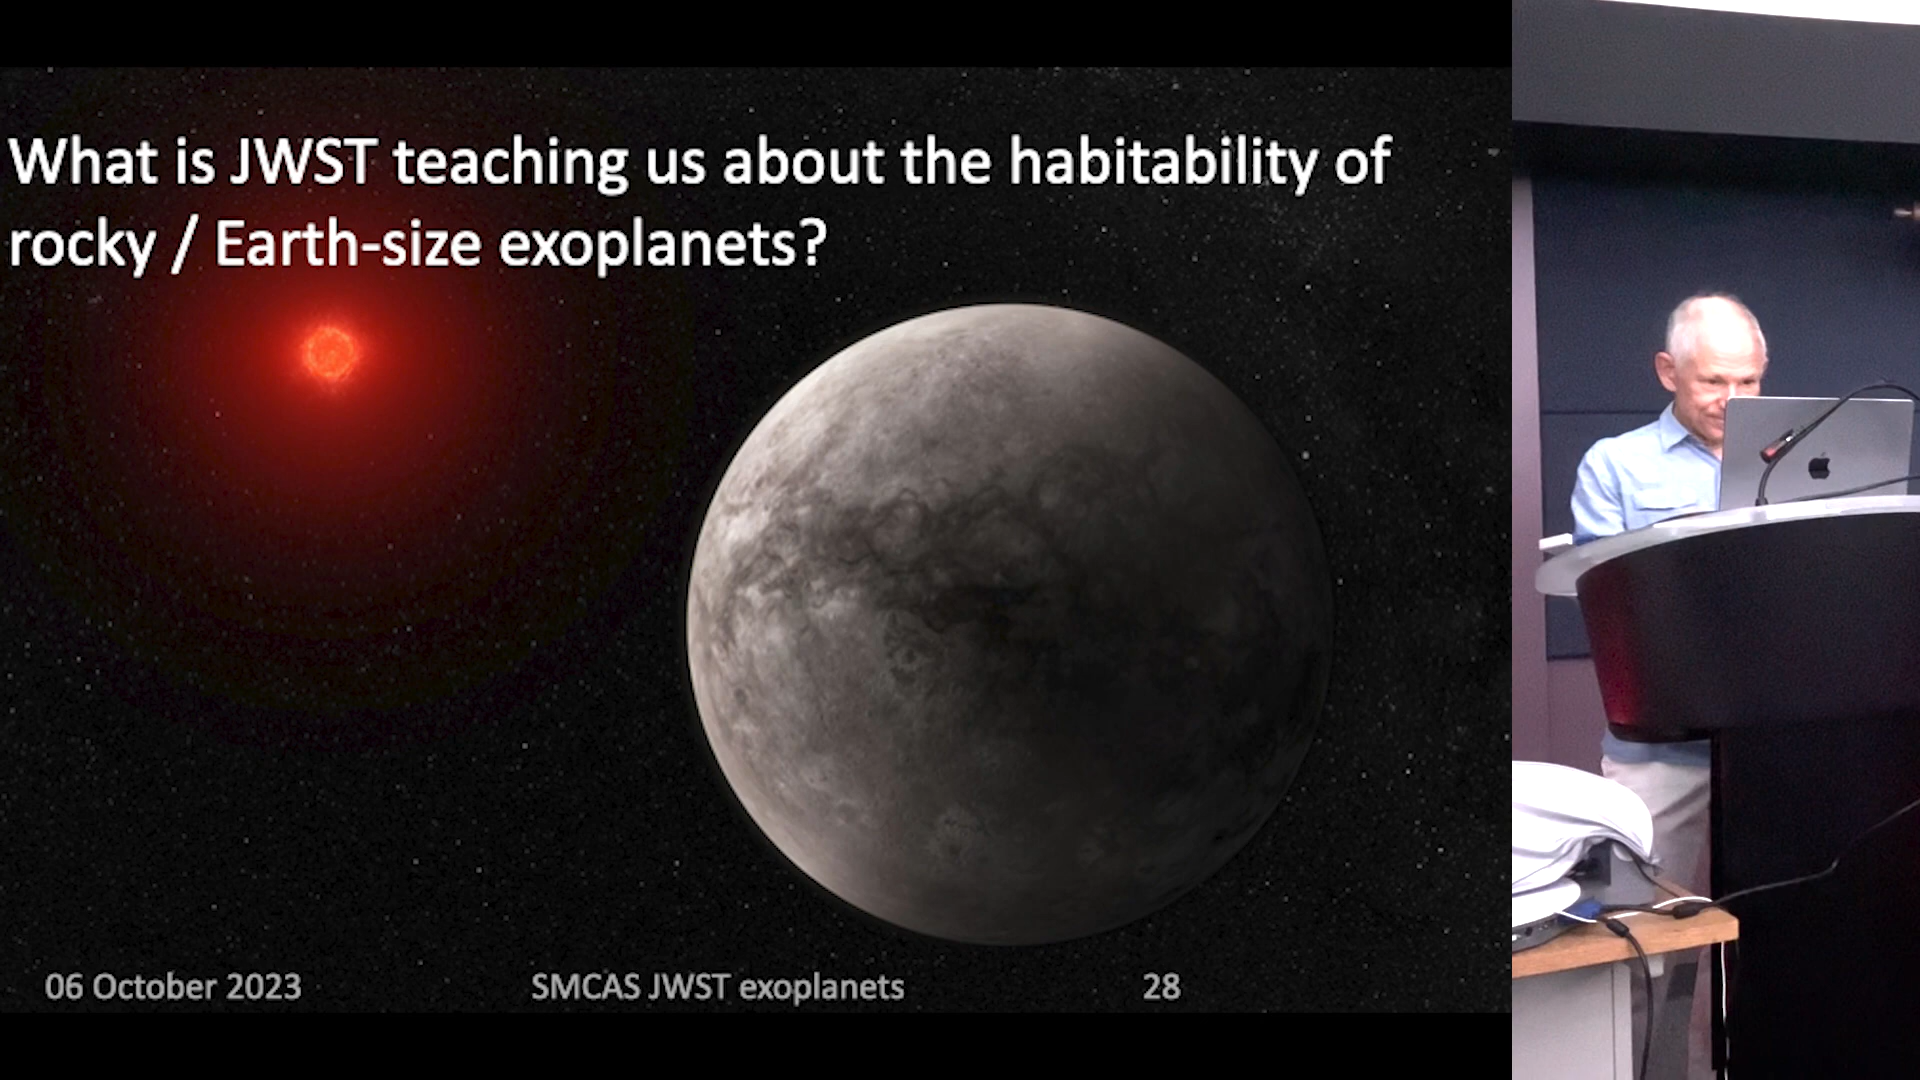 What is JWST teaching us about the habitability of
rocky / Earth-size exoplanets?
06 October 2023
SMCAS JWST exoplanets
28